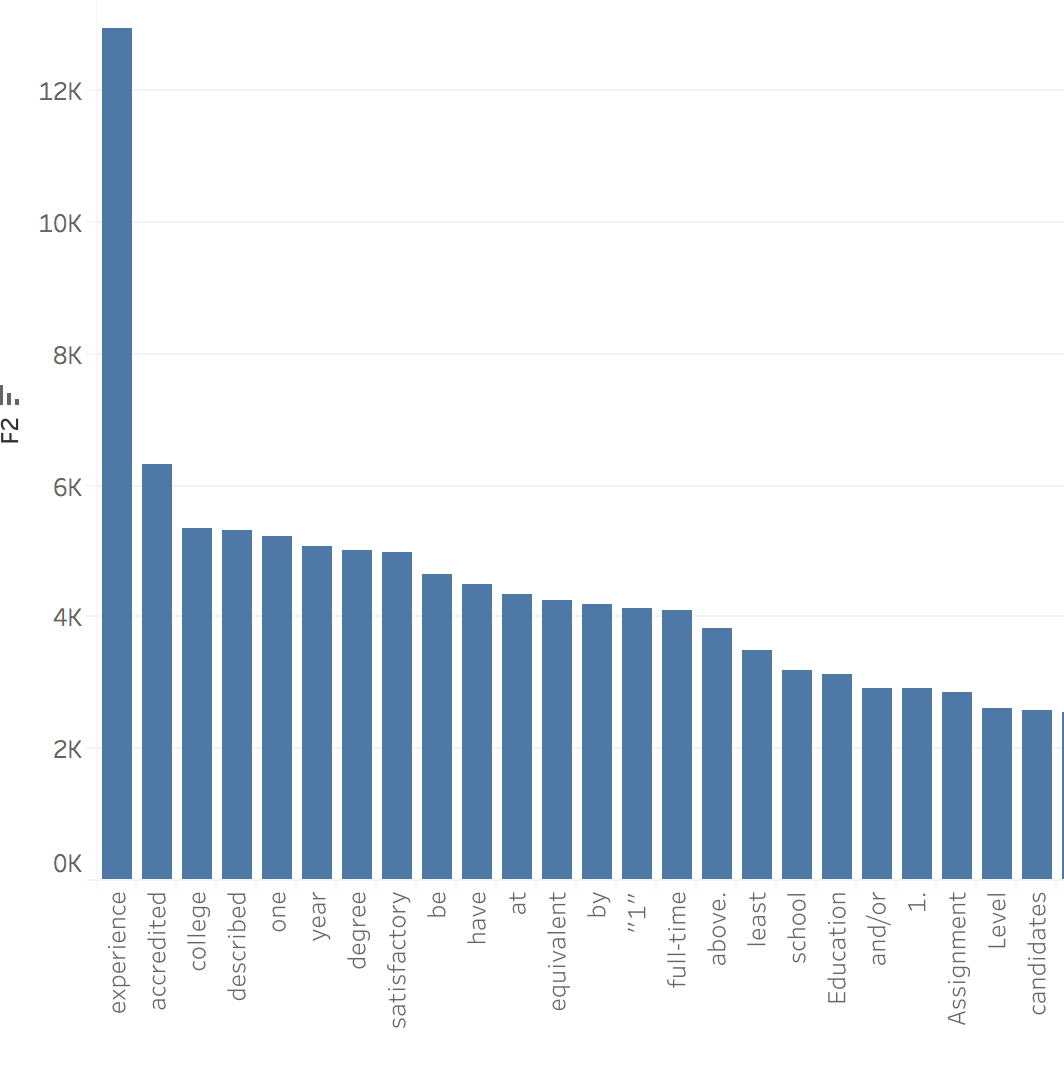 12K
10K
8K
6K
4K
2K
0K
F2
experience
accredited
college
described
one
year
degree
satisfactory
be
have
at
equivalent
by
"1"
full-time
above.
least
school
Education
and/or
1.
Assignment
Level
candidates